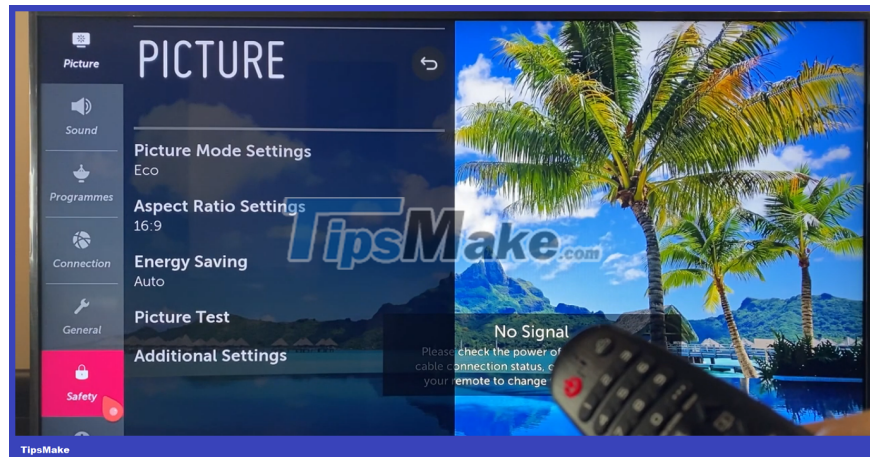 Picture
Sound
Programmes
Connection
General
Safety
PICTURE
Picture Mode Settings
Eco
Aspect Ratio Settings
16:9
Energy Saving
Auto
Picture Test
Additional Settings
TipsMake.com
No Signal
Please check the power of
cable connection status,
your remote to change
TipsMake